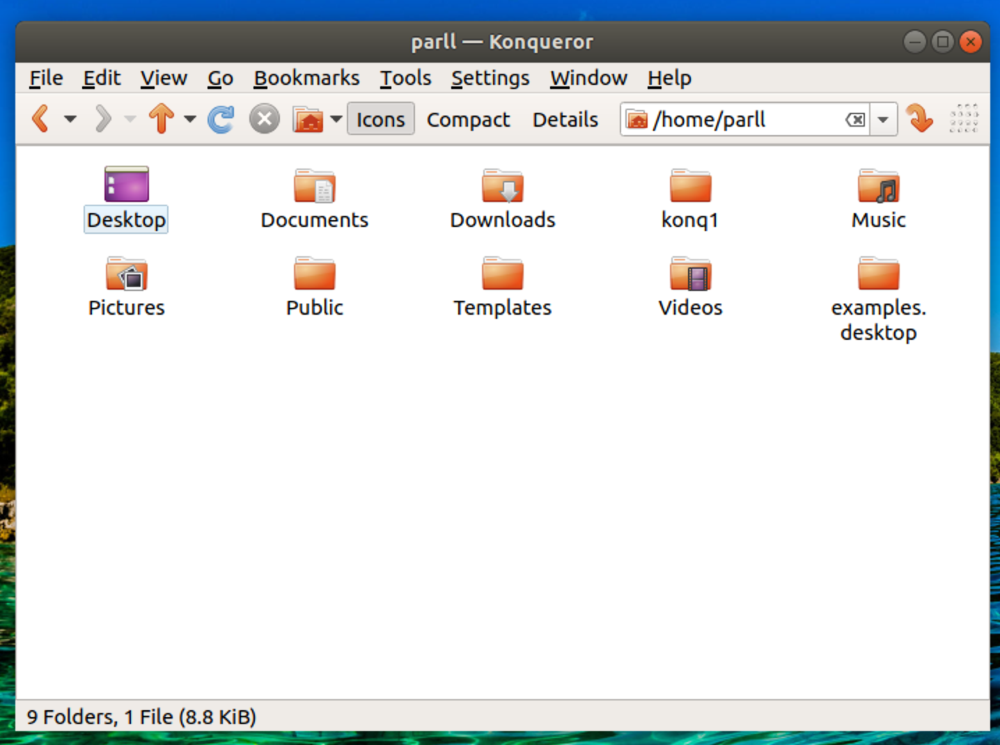 parll — Konqueror
File Edit View Go Bookmarks Tools Settings Window Help
Icons Compact Details /home/parll
Desktop Documents Downloads konq1 Music
Pictures Public Templates Videos examples.
desktop
9 Folders, 1 File (8.8 KiB)